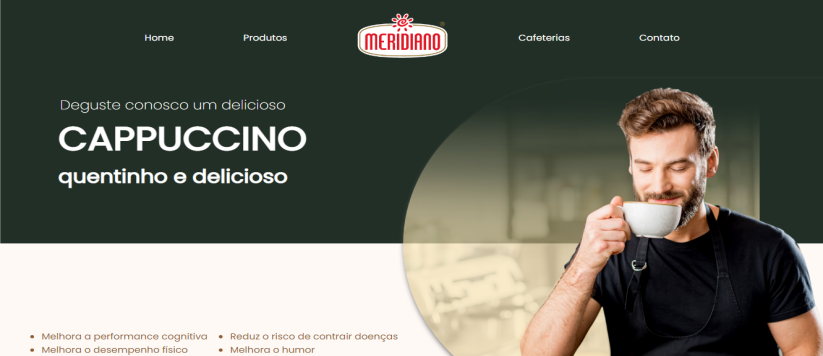 Home Produtos MERIDIANO Cafeterias Contato
Deguste conosco um delicioso
CAPPUCCINO
quentinho e delicioso
Melhora a performance cognitiva
Reduz o risco de contrair doenças
Melhora o desempenho físico
Melhora o humor